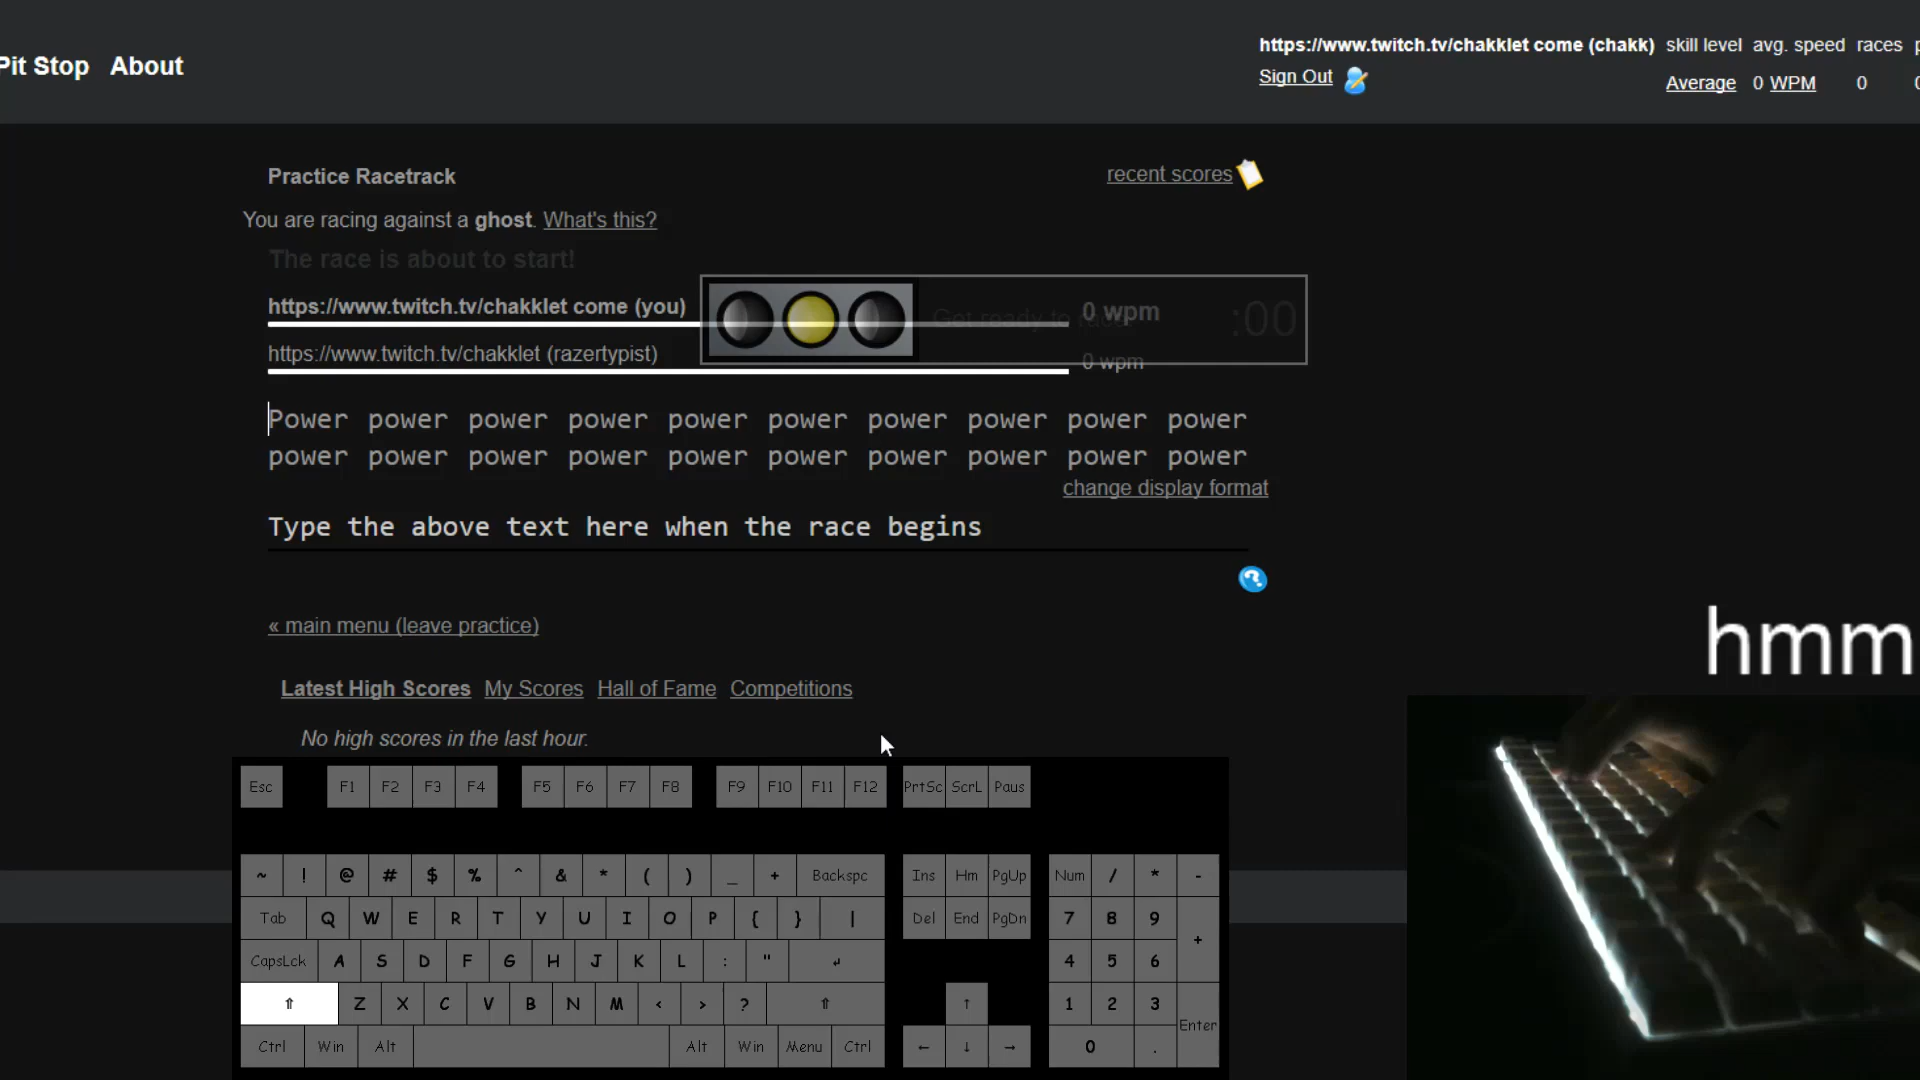 Pit Stop About
https://www.twitch.tv/chakklet come (chakk) skill level avg. speed races
Sign Out Average 0 WPM 0
Practice Racetrack recent scores
You are racing against a ghost. What's this?
The race is about to start!
https://www.twitch.tv/chakklet come (you) 0 wpm :00
https://www.twitch.tv/chakklet (razertypist) 0 wpm
Power power power power power power power power power power
power power power power power power power power power power
change display format
Type the above text here when the race begins
« main menu (leave practice)
hmm
Latest High Scores My Scores Hall of Fame Competitions
No high scores in the last hour.
Esc F1 F2 F3 F4 F5 F6 F7 F8 F9 F10 F11 F12 PrtSc ScrL Paus
~ ! @ # $ % ^ & * ( ) _ + Backspc Ins Hm PgUp Num / * -
Tab Q W E R T Y U I O P { } | Del End PgDn 7 8 9 +
CapsLck A S D F G H J K L : " ↵ 4 5 6
⇧ Z X C V B N M < > ? ⇧ ↑ 1 2 3 Enter
Ctrl Win Alt Alt Win Menu Ctrl ← ↓ → 0 .